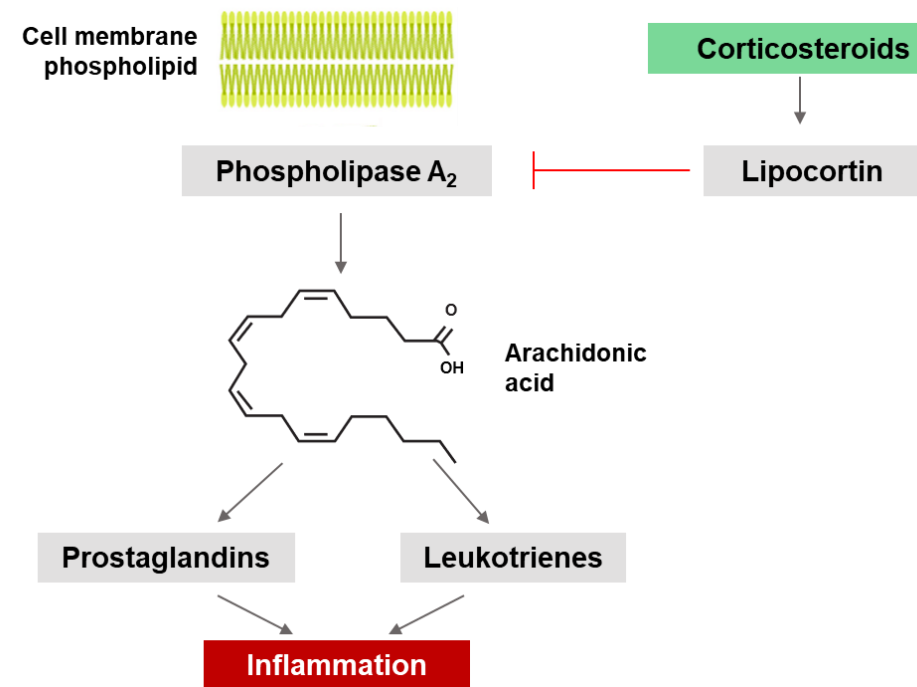 Cell membrane
phospholipid
Corticosteroids
Phospholipase A₂
Lipocortin
O
OH
Arachidonic
acid
Prostaglandins
Leukotrienes
Inflammation